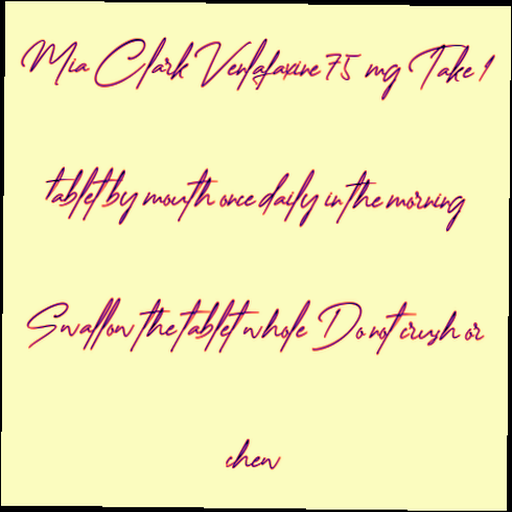 Mia Clark Venlafaxine 75 mg Take 1
tablet by mouth once daily in the morning
Swallow the tablet whole Do not crush or
chew